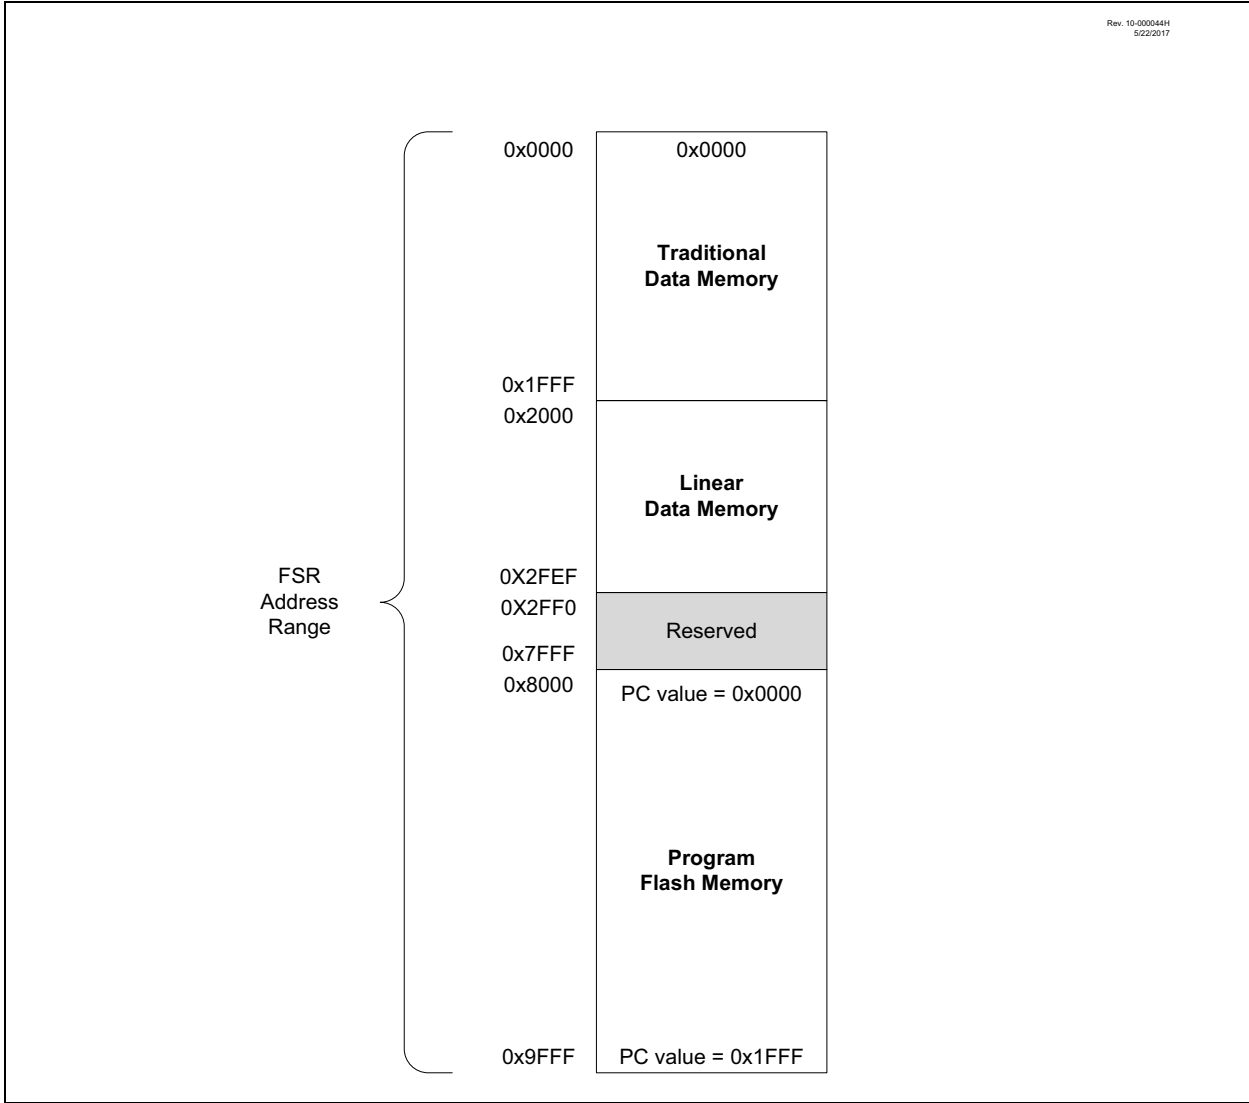 Rev. 10-000044H
5/22/2017
0x0000
0x0000
Traditional
Data Memory
0x1FFF
0x2000
Linear
Data Memory
FSR
Address
Range
0X2FEF
0X2FF0
Reserved
0x7FFF
0x8000
PC value = 0x0000
Program
Flash Memory
0x9FFF
PC value = 0x1FFF